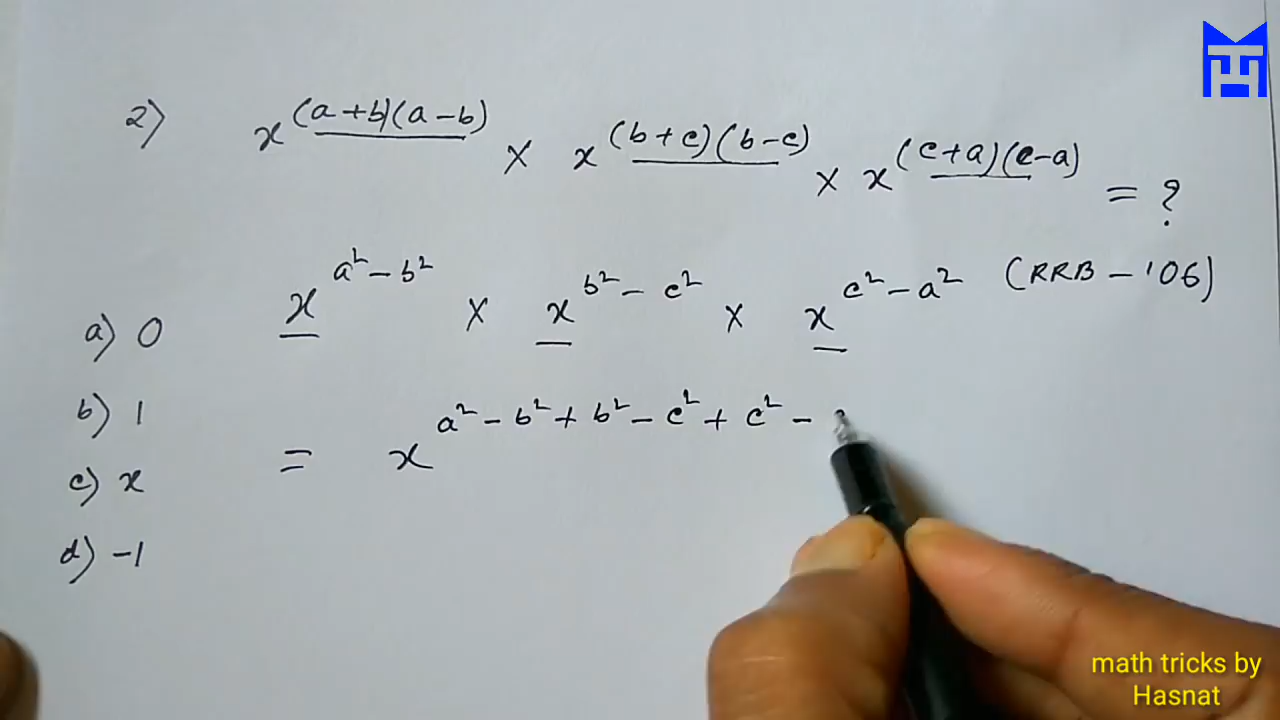 2) x^(a+b)(a-b) × x^(b+c)(b-c) × x^(c+a)(c-a) = ?
x^a²-b² × x^b²-c² × x^c²-a² (RRB-'06)
a) 0
b) 1
= x^a²-b²+b²-c²+c²-
c) x
d) -1
math tricks by
Hasnat